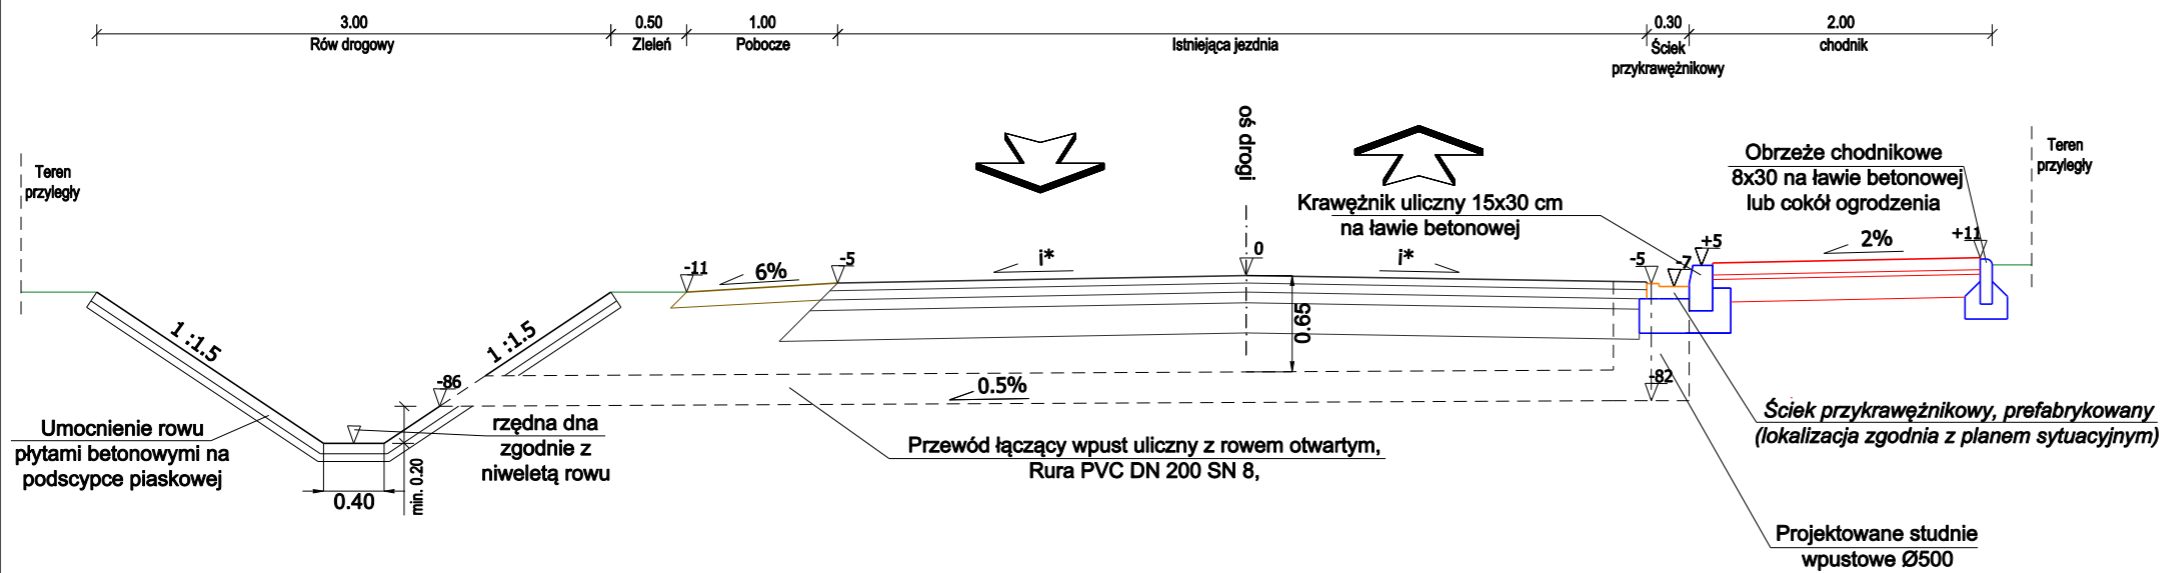 3.00
Rów drogowy
0.50
Zieleń
1.00
Pobocze
Istniejąca jezdnia
0.30
Ściek
przykrawężnikowy
2.00
chodnik
Teren
przyległy
oś drogi
Teren
przyległy
Obrzeże chodnikowe
8x30 na ławie betonowej
lub cokół ogrodzenia
Krawężnik uliczny 15x30 cm
na ławie betonowej
-11
6%
-5
i*
0
i*
-5
-7
+5
2%
+11
1 :1.5
1 :1.5
0.65
-86
0.5%
-82
Umocnienie rowu
płytami betonowymi na
podscypce piaskowej
0.40
min. 0.20
rzędna dna
zgodnie z
niweletą rowu
Przewód łączący wpust uliczny z rowem otwartym,
Rura PVC DN 200 SN 8,
Ściek przykrawężnikowy, prefabrykowany
(lokalizacja zgodnia z planem sytuacyjnym)
Projektowane studnie
wpustowe Ø500